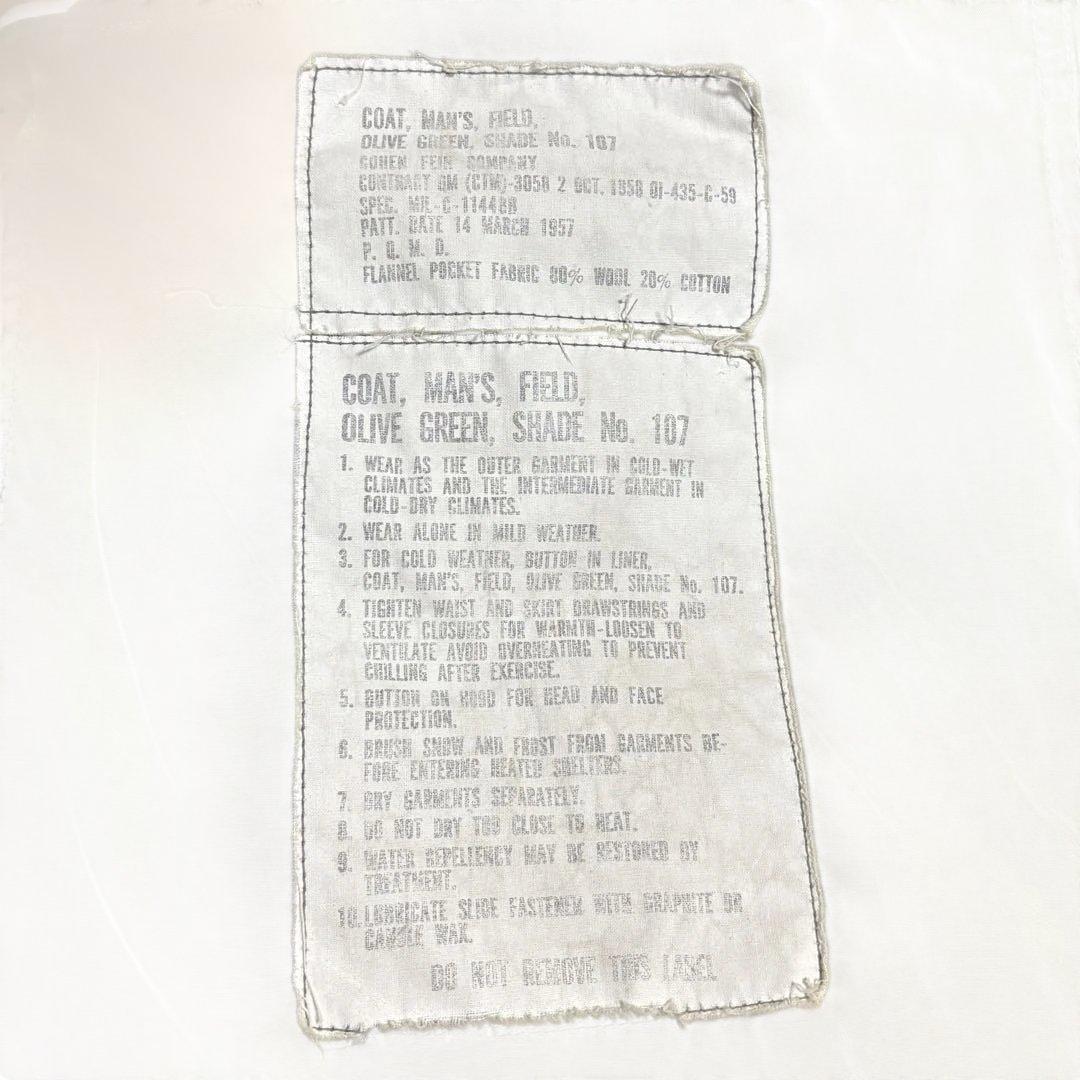 COAT, MAN'S, FIELD,
OLIVE GREEN, SHADE No. 107
COHEN FEIN COMPANY
CONTRACT QM (CTM)-3058 2 OCT. 1958 OI-435-C-59
SPEC. MIL-C-11448B
PATT. DATE 14 MARCH 1957
P. Q. M. D.
FLANNEL POCKET FABRIC 80% WOOL 20% COTTON
COAT, MAN'S, FIELD,
OLIVE GREEN, SHADE No. 107
1. WEAR AS THE OUTER GARMENT IN COLD-WET
CLIMATES AND THE INTERMEDIATE GARMENT IN
COLD-DRY CLIMATES.
2. WEAR ALONE IN MILD WEATHER.
3. FOR COLD WEATHER, BUTTON IN LINER,
COAT, MAN'S, FIELD, OLIVE GREEN, SHADE No. 107.
4. TIGHTEN WAIST AND SKIRT DRAWSTRINGS AND
SLEEVE CLOSURES FOR WARMTH-LOOSEN TO
VENTILATE AVOID OVERHEATING TO PREVENT
CHILLING AFTER EXERCISE.
5. BUTTON ON HOOD FOR HEAD AND FACE
PROTECTION.
6. BRUSH SNOW AND FROST FROM GARMENTS BE-
FORE ENTERING HEATED SHELTERS.
7. DRY GARMENTS SEPARATELY.
8. DO NOT DRY TOO CLOSE TO HEAT.
9. WATER REPELLENCY MAY BE RESTORED BY
TREATMENT.
10. LUBRICATE SLIDE FASTENER WITH GRAPHITE OR
CANDLE WAX.
DO NOT REMOVE THIS LABEL